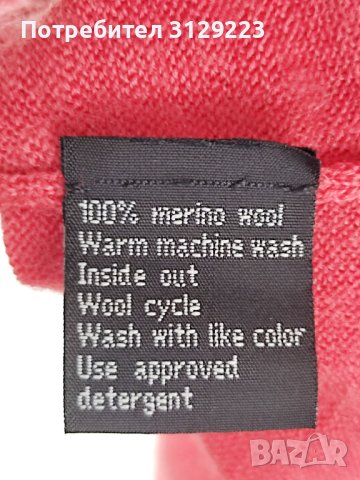 Потребител 3129223
100% merino wool
Warm machine wash
Inside out
Wool cycle
Wash with like color
Use approved
detergent
BAZAR